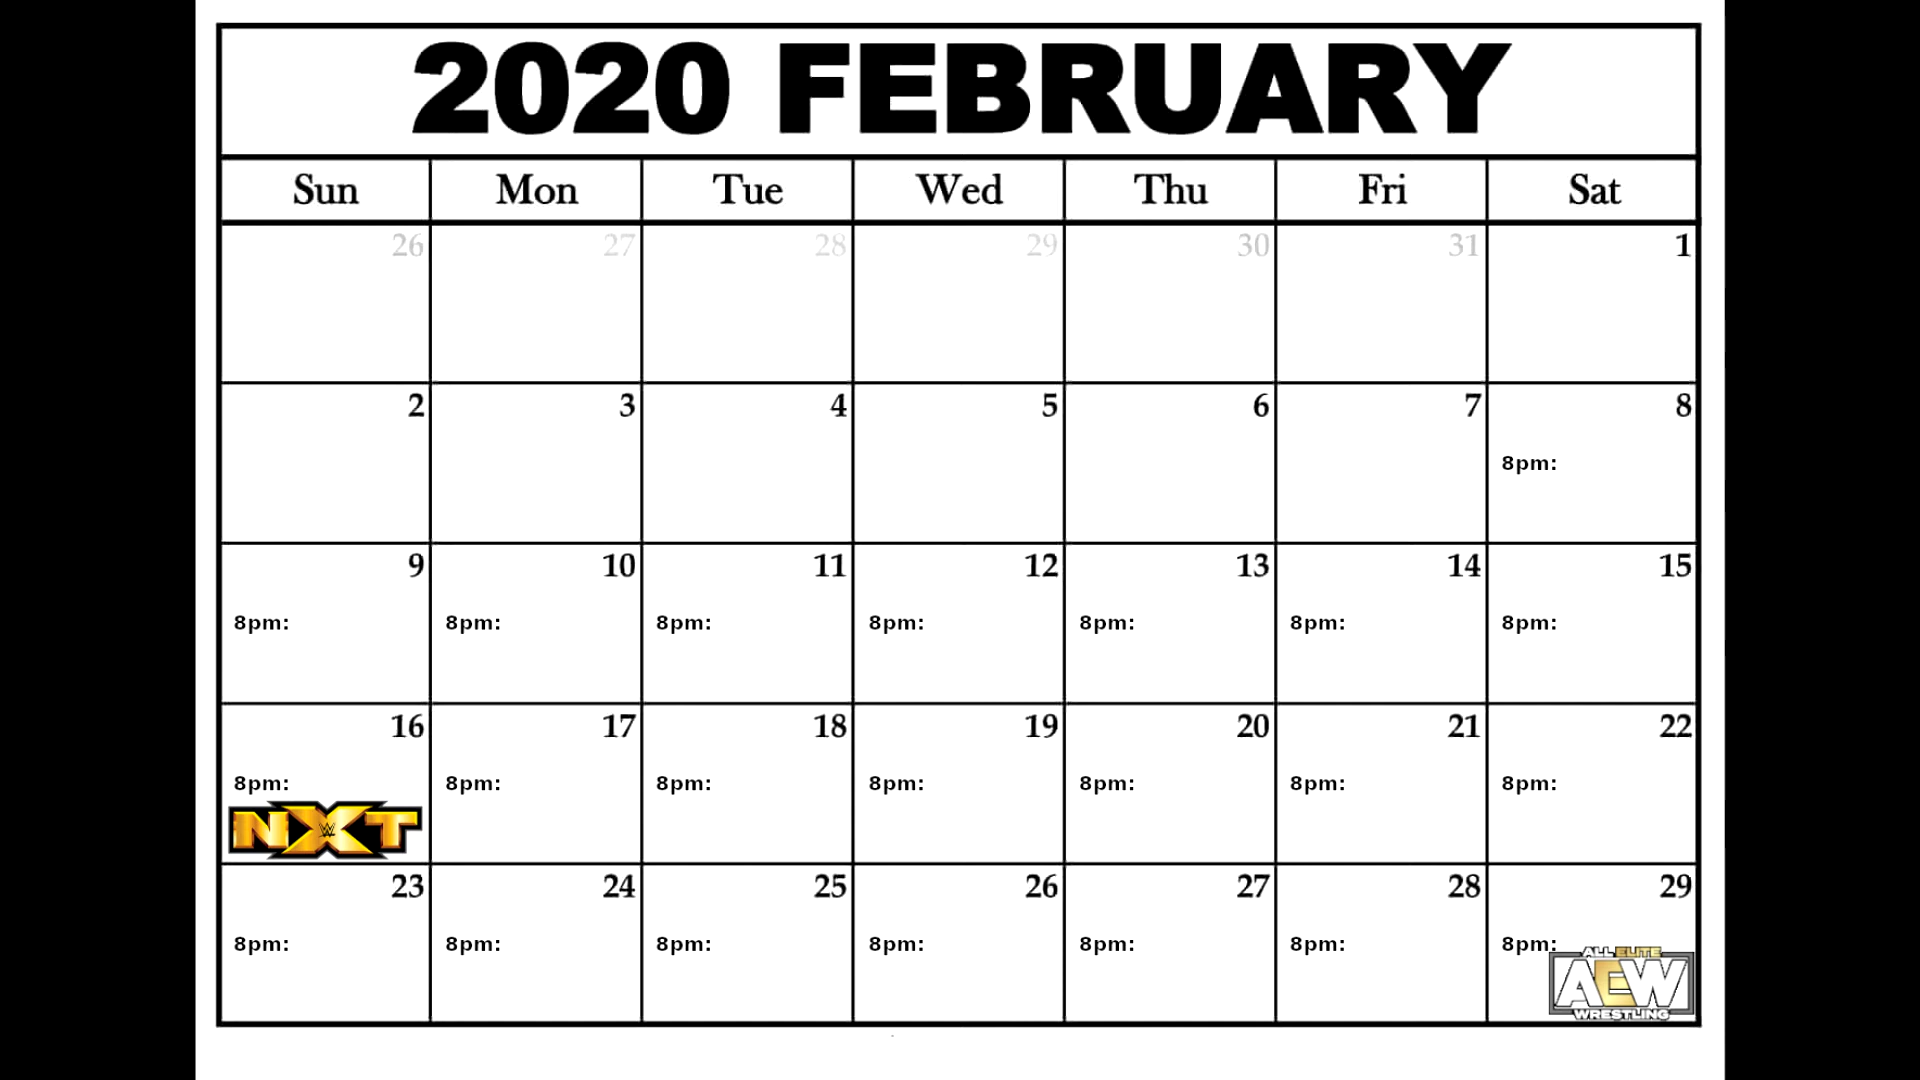 2020 FEBRUARY
Sun Mon Tue Wed Thu Fri Sat
26 27 28 29 30 31 1
2 3 4 5 6 7 8
8pm:
9 10 11 12 13 14 15
8pm: 8pm: 8pm: 8pm: 8pm: 8pm: 8pm:
16 17 18 19 20 21 22
8pm: 8pm: 8pm: 8pm: 8pm: 8pm: 8pm:
NXT
W
23 24 25 26 27 28 29
8pm: 8pm: 8pm: 8pm: 8pm: 8pm: 8pm:
ALL ELITE
AEW
WRESTLING